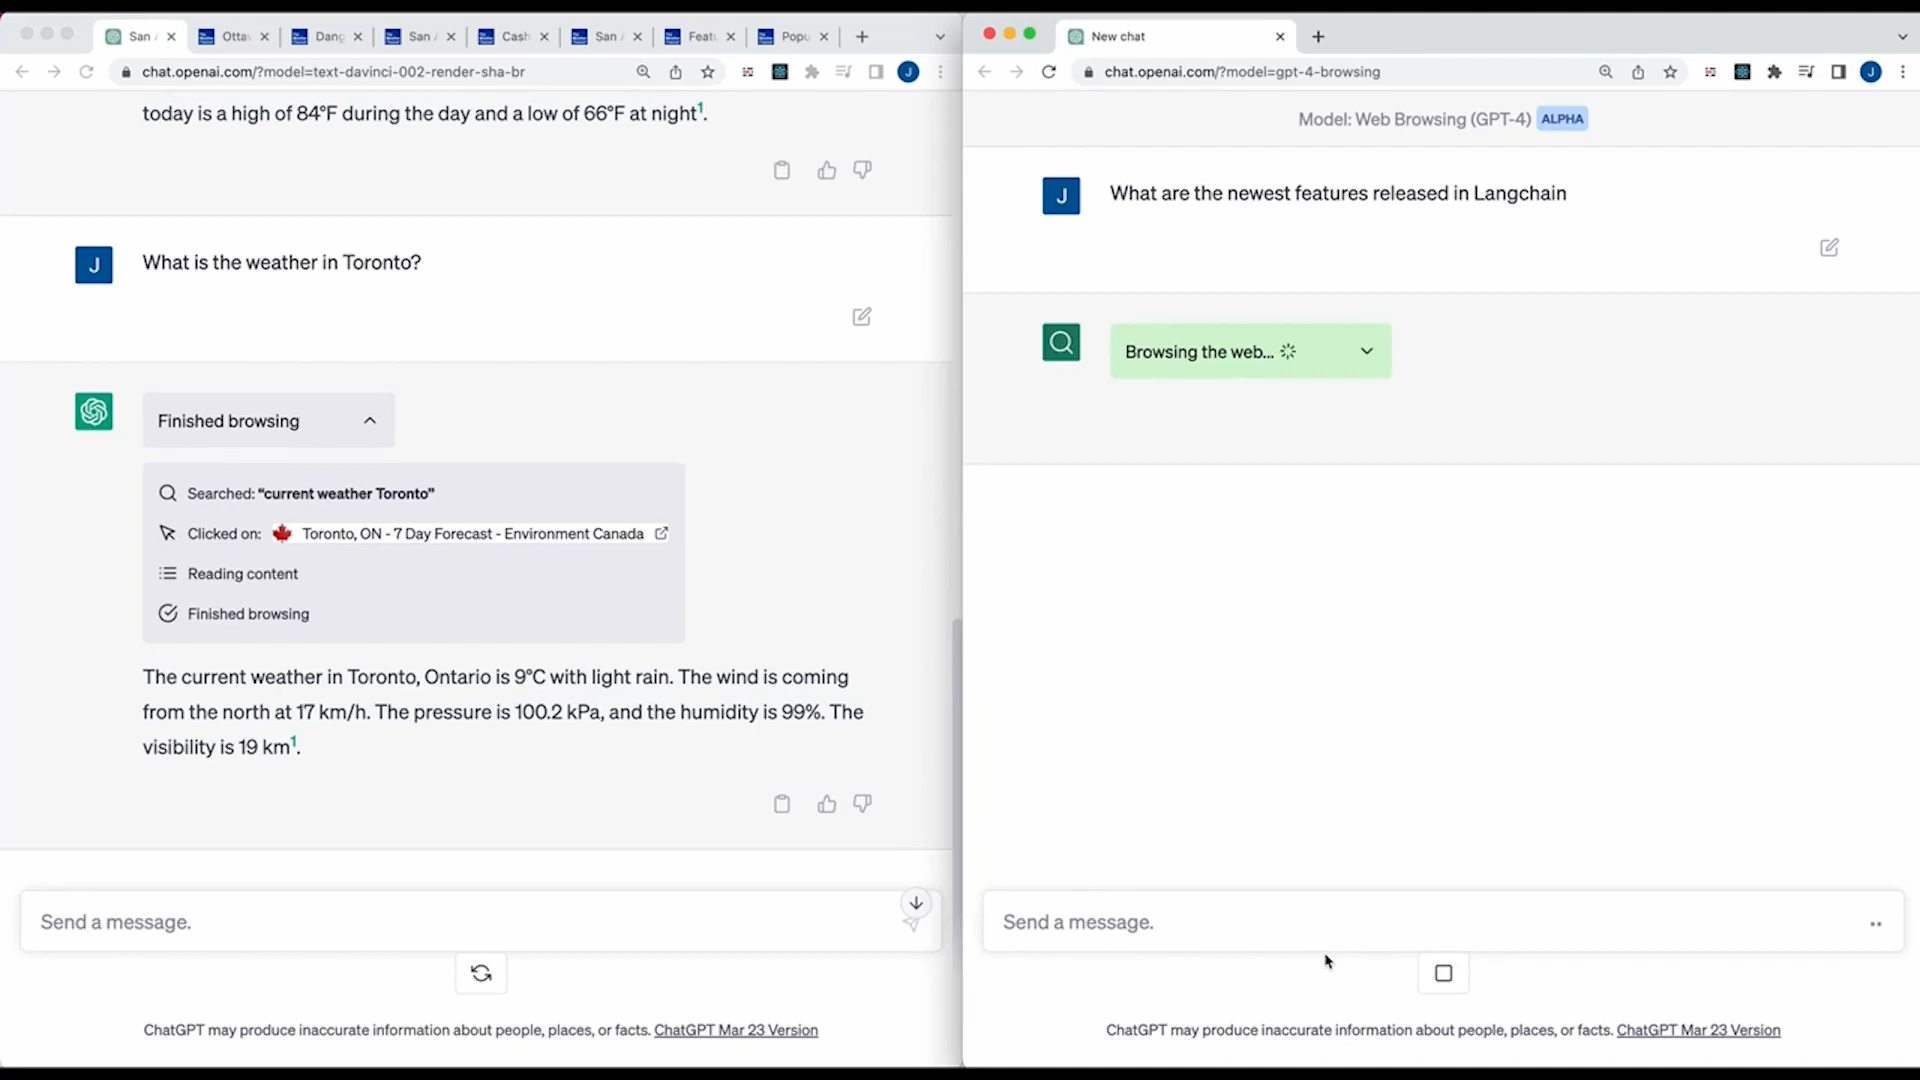 San A
Otta
Dang
San A
Cash
San A
Featu
Popu
chat.openai.com/?model=text-davinci-002-render-sha-br
J
today is a high of 84°F during the day and a low of 66°F at night1.
J
What is the weather in Toronto?
Finished browsing
Searched: “current weather Toronto”
Clicked on: Toronto, ON - 7 Day Forecast - Environment Canada
Reading content
Finished browsing
The current weather in Toronto, Ontario is 9°C with light rain. The wind is coming
from the north at 17 km/h. The pressure is 100.2 kPa, and the humidity is 99%. The
visibility is 19 km1.
Send a message.
ChatGPT may produce inaccurate information about people, places, or facts. ChatGPT Mar 23 Version
New chat
chat.openai.com/?model=gpt-4-browsing
J
Model: Web Browsing (GPT-4) ALPHA
J
What are the newest features released in Langchain
Browsing the web...
Send a message.
ChatGPT may produce inaccurate information about people, places, or facts. ChatGPT Mar 23 Version